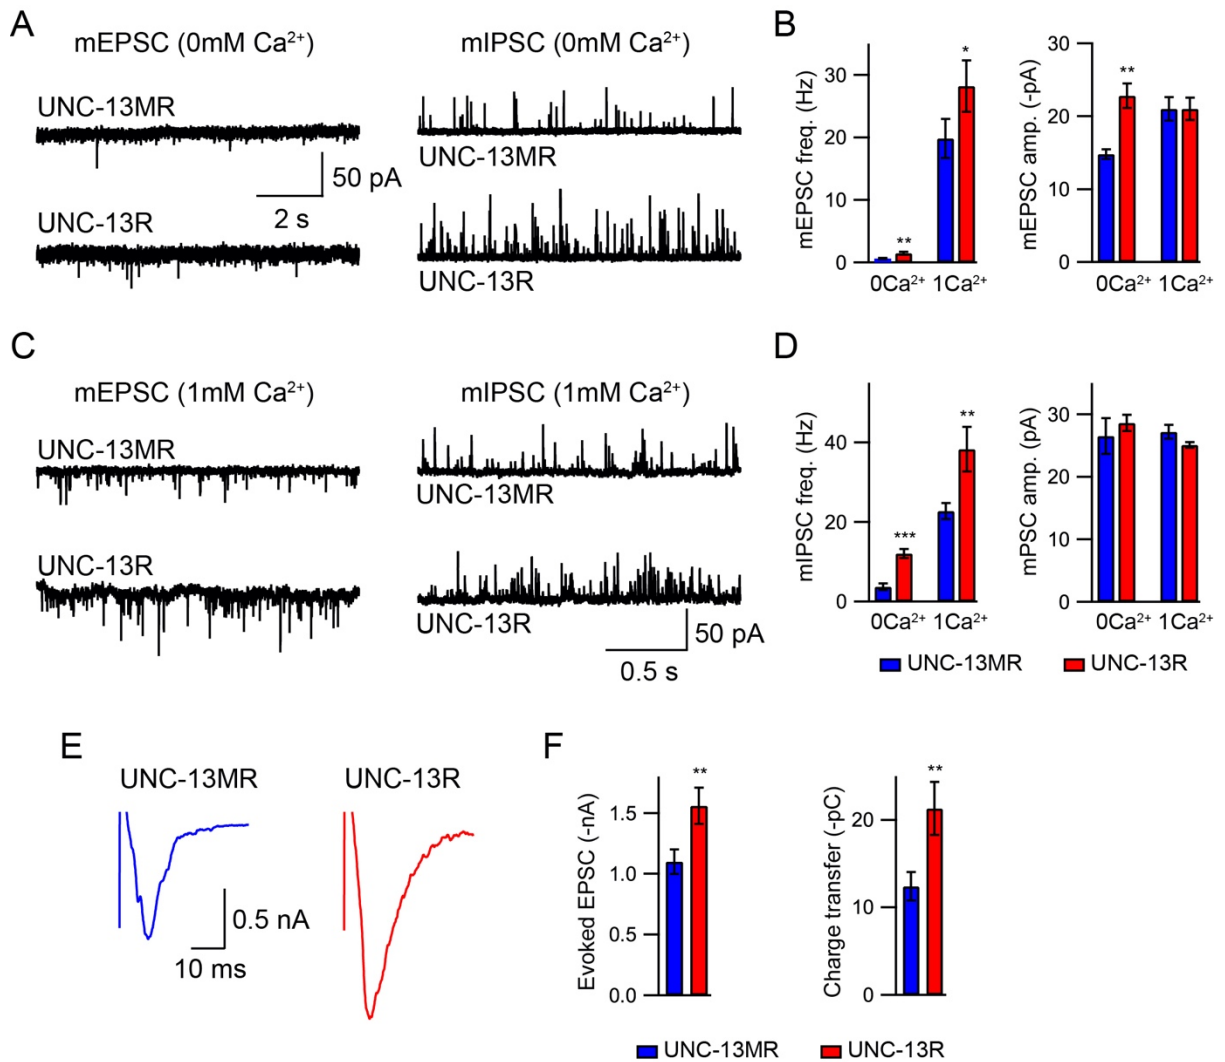 A
mEPSC (0mM Ca²⁺)
mIPSC (0mM Ca²⁺)
UNC-13MR
50 pA
2 s
UNC-13R
UNC-13MR
UNC-13R
B
mEPSC freq. (Hz)
30
20
10
0
**
*
0Ca²⁺ 1Ca²⁺
mEPSC amp. (-pA)
30
20
10
0
**
0Ca²⁺ 1Ca²⁺
C
mEPSC (1mM Ca²⁺)
mIPSC (1mM Ca²⁺)
UNC-13MR
UNC-13R
UNC-13MR
UNC-13R
50 pA
0.5 s
D
mIPSC freq. (Hz)
40
20
0
***
**
0Ca²⁺ 1Ca²⁺
mPSC amp. (pA)
30
20
10
0
0Ca²⁺ 1Ca²⁺
UNC-13MR UNC-13R
E
UNC-13MR
UNC-13R
0.5 nA
10 ms
F
Evoked EPSC (-nA)
1.5
1.0
0.5
0.0
**
Charge transfer (-pC)
20
10
0
**
UNC-13MR UNC-13R